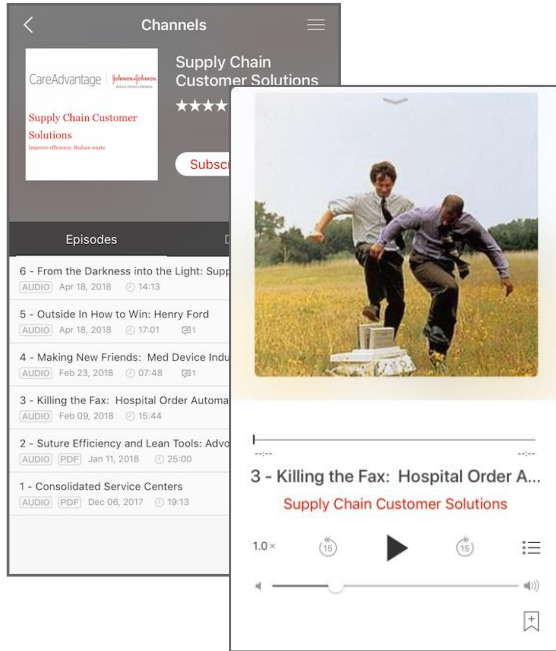 Channels
CareAdvantage
Johnson & Johnson
Supply Chain Customer
Solutions
Improve efficiency. Reduce waste.
Supply Chain
Customer Solutions
Subscr
Episodes
D
6 - From the Darkness into the Light: Supp
AUDIO Apr 18, 2018 14:13
5 - Outside In How to Win: Henry Ford
AUDIO Apr 18, 2018 17:01 1
4 - Making New Friends: Med Device Indu
AUDIO Feb 23, 2018 07:48 1
3 - Killing the Fax: Hospital Order Automa
AUDIO Feb 09, 2018 15:44
2 - Suture Efficiency and Lean Tools: Advo
AUDIO PDF Jan 11, 2018 25:00
1 - Consolidated Service Centers
AUDIO PDF Dec 06, 2017 19:13
--:-- --:--
3 - Killing the Fax: Hospital Order A...
Supply Chain Customer Solutions
1.0× 15 15